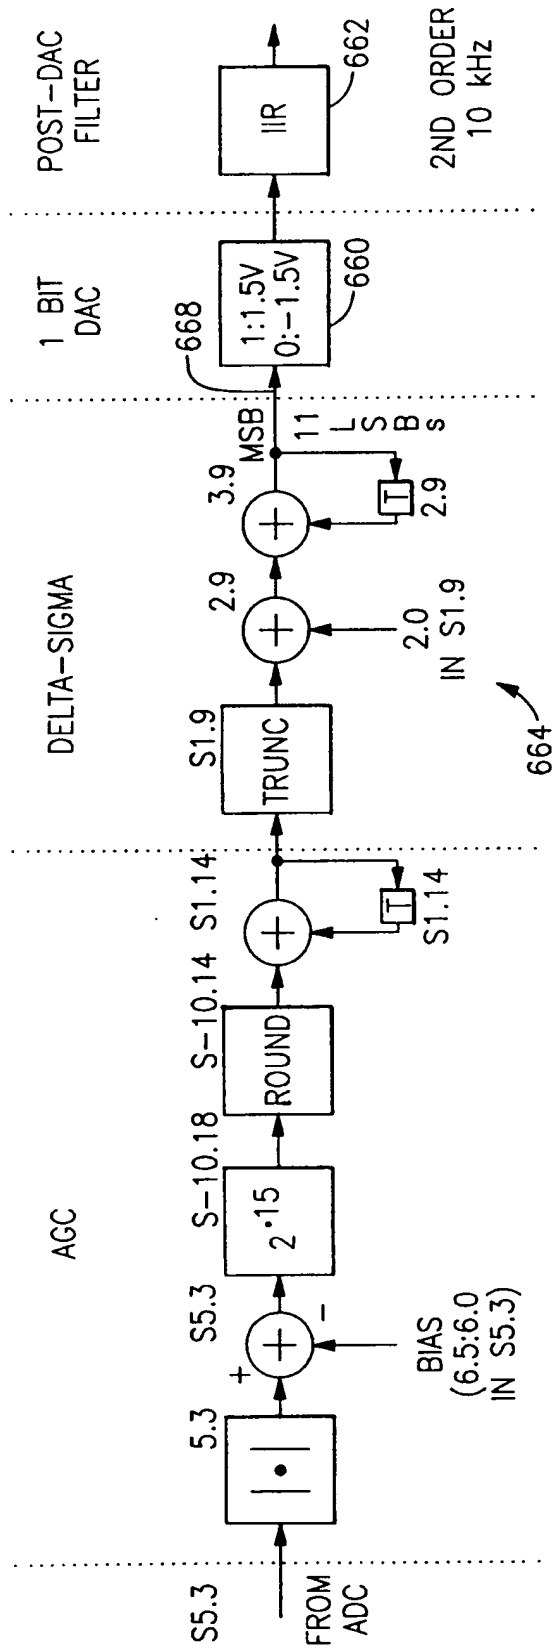 AGC
DELTA-SIGMA
1 BIT
DAC
POST-DAC
FILTER
S5.3
FROM
ADC
5.3
|•|
+
-
+
S5.3
BIAS
(6.5:6.0
IN S5.3)
S-10.18
2•15
S-10.14
ROUND
S1.14
+
T
S1.14
S1.9
TRUNC
2.9
+
2.0
IN S1.9
3.9
+
T
2.9
MSB
11
L
S
B
s
668
1:1.5V
0:-1.5V
660
IIR
662
2ND ORDER
10 kHz
664